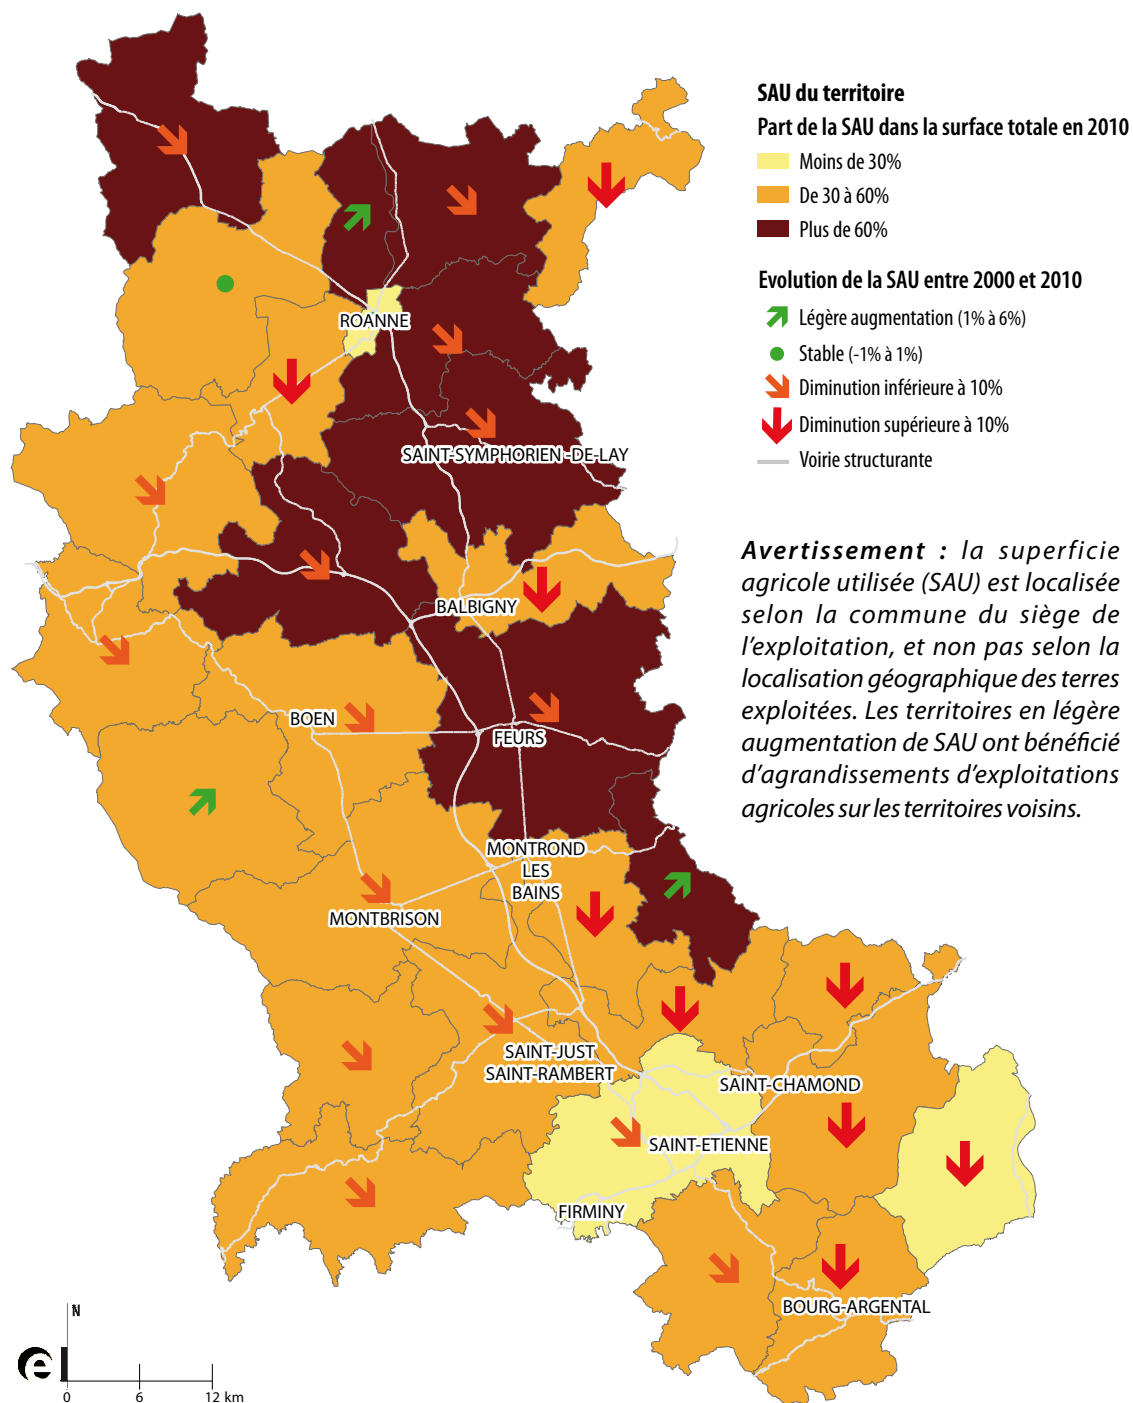 SAU du territoire
Part de la SAU dans la surface totale en 2010
Moins de 30%
De 30 à 60%
Plus de 60%
Evolution de la SAU entre 2000 et 2010
Légère augmentation (1% à 6%)
Stable (-1% à 1%)
Diminution inférieure à 10%
Diminution supérieure à 10%
Voirie structurante
Avertissement : la superficie
agricole utilisée (SAU) est localisée
selon la commune du siège de
l'exploitation, et non pas selon la
localisation géographique des terres
exploitées. Les territoires en légère
augmentation de SAU ont bénéficié
d'agrandissements d'exploitations
agricoles sur les territoires voisins.
ROANNE
SAINT-SYMPHORIEN-DE-LAY
BALBIGNY
BOEN
FEURS
MONTROND
LES
BAINS
MONTBRISON
SAINT-JUST
SAINT-RAMBERT
SAINT-CHAMOND
SAINT-ETIENNE
FIRMINY
BOURG-ARGENTAL
N
e
0 6 12 km